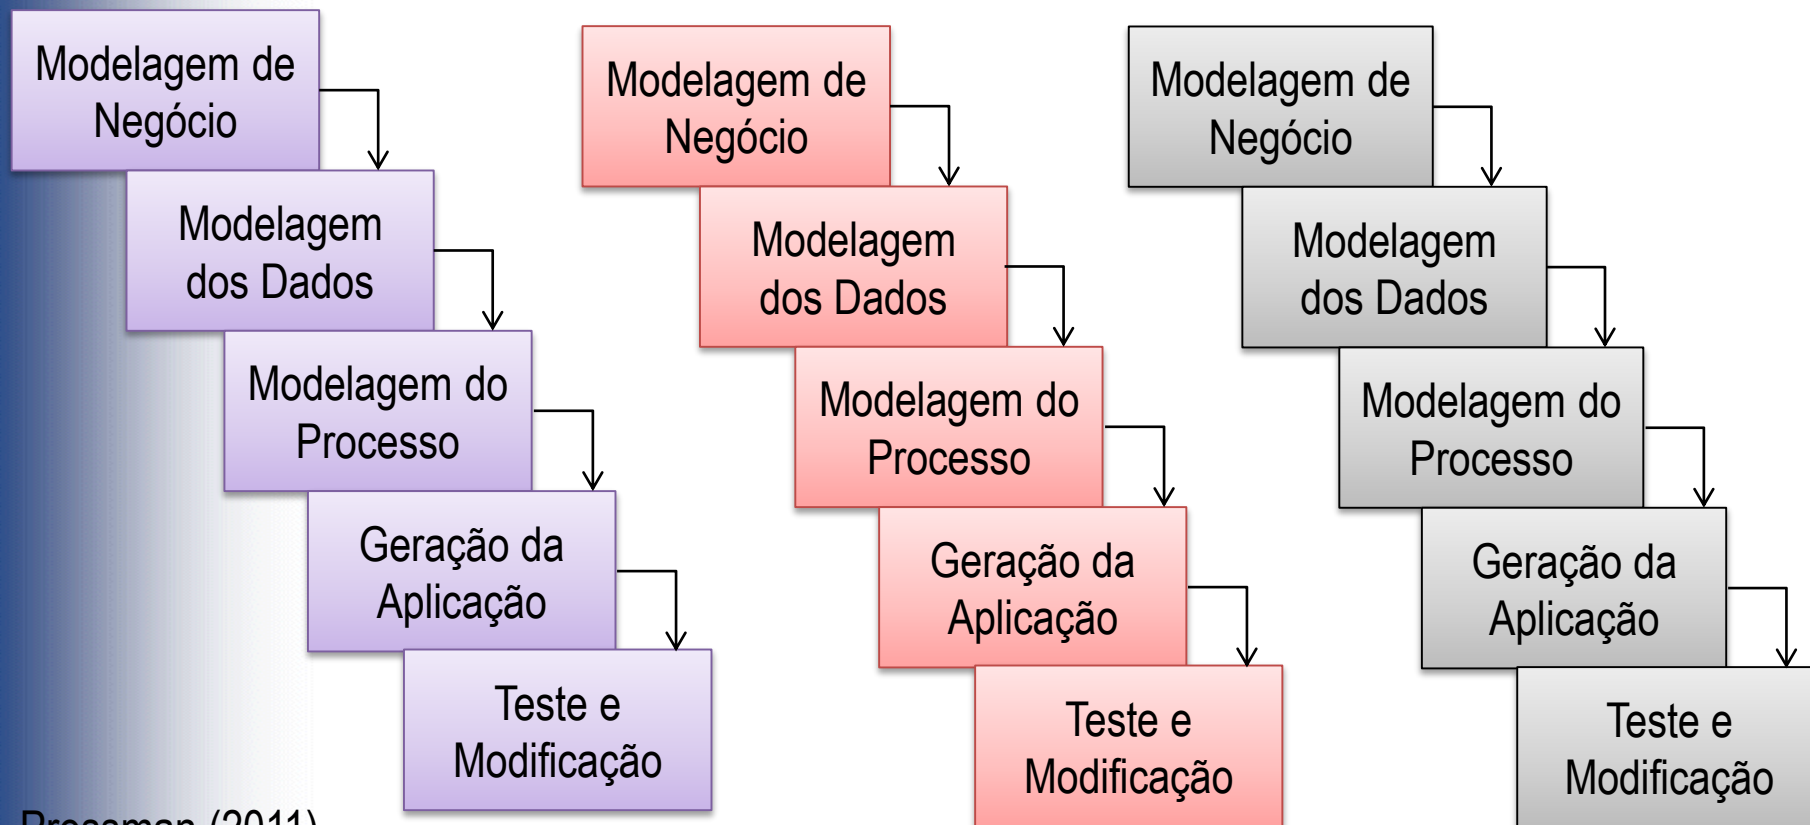 Modelagem de
Negócio
Modelagem
dos Dados
Modelagem do
Processo
Geração da
Aplicação
Teste e
Modificação
Modelagem de
Negócio
Modelagem
dos Dados
Modelagem do
Processo
Geração da
Aplicação
Teste e
Modificação
Modelagem de
Negócio
Modelagem
dos Dados
Modelagem do
Processo
Geração da
Aplicação
Teste e
Modificação
Pressman (2011)